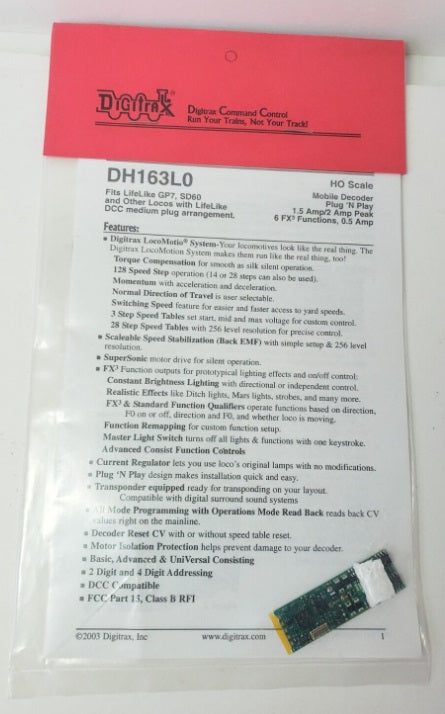 DIGITRAX®
Digitrax Command Control
Run Your Trains, Not Your Track!
DH163L0
HO Scale
Fits LifeLike GP7, SD60
and Other Locos with LifeLike
DCC medium plug arrangement.
Mobile Decoder
Plug 'N Play
1.5 Amp/2 Amp Peak
6 FX³ Functions, 0.5 Amp
Features:
Digitrax LocoMotio® System-Your locomotives look like the real thing. The
Digitrax LocoMotion System makes them run like the real thing, too!
Torque Compensation for smooth as silk silent operation.
128 Speed Step operation (14 or 28 steps can also be used).
Momentum with acceleration and deceleration.
Normal Direction of Travel is user selectable.
Switching Speed feature for easier and faster access to yard speeds.
3 Step Speed Tables set start, mid and max voltage for custom control.
28 Step Speed Tables with 256 level resolution for precise control.
Scaleable Speed Stabilization (Back EMF) with simple setup & 256 level
resolution.
SuperSonic motor drive for silent operation.
FX³ Function outputs for prototypical lighting effects and on/off control:
Constant Brightness Lighting with directional or independent control.
Realistic Effects like Ditch lights, Mars lights, strobes, and many more.
FX³ & Standard Function Qualifiers operate functions based on direction,
F0 on or off, direction and F0, and whether loco is moving.
Function Remapping for custom function setup.
Master Light Switch turns off all lights & functions with one keystroke.
Advanced Consist Function Controls
Current Regulator lets you use loco's original lamps with no modifications.
Plug 'N Play design makes installation quick and easy.
Transponder equipped ready for transponding on your layout.
Compatible with digital surround sound systems
All Mode Programming with Operations Mode Read Back reads back CV
values right on the mainline.
Decoder Reset CV with or without speed table reset.
Motor Isolation Protection helps prevent damage to your decoder.
Basic, Advanced & UniVersal Consisting
2 Digit and 4 Digit Addressing
DCC Compatible
FCC Part 15, Class B RFI
©2003 Digitrax, Inc
www.digitrax.com
1